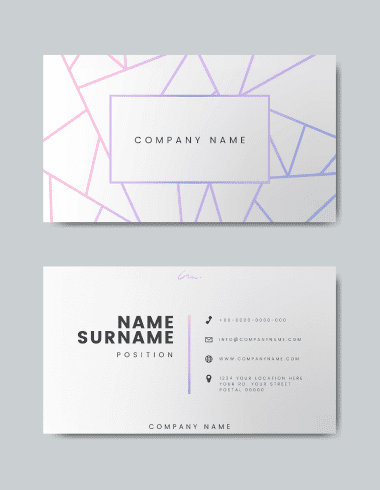 COMPANY NAME
NAME
SURNAME
POSITION
+00-0000-0000-000
INFO@COMPANYNAME.COM
WWW.COMPANYNAME.COM
1234 YOUR LOCATION HERE,
YOUR RD. YOUR STREET
POSTAL
00000
COMPANY NAME